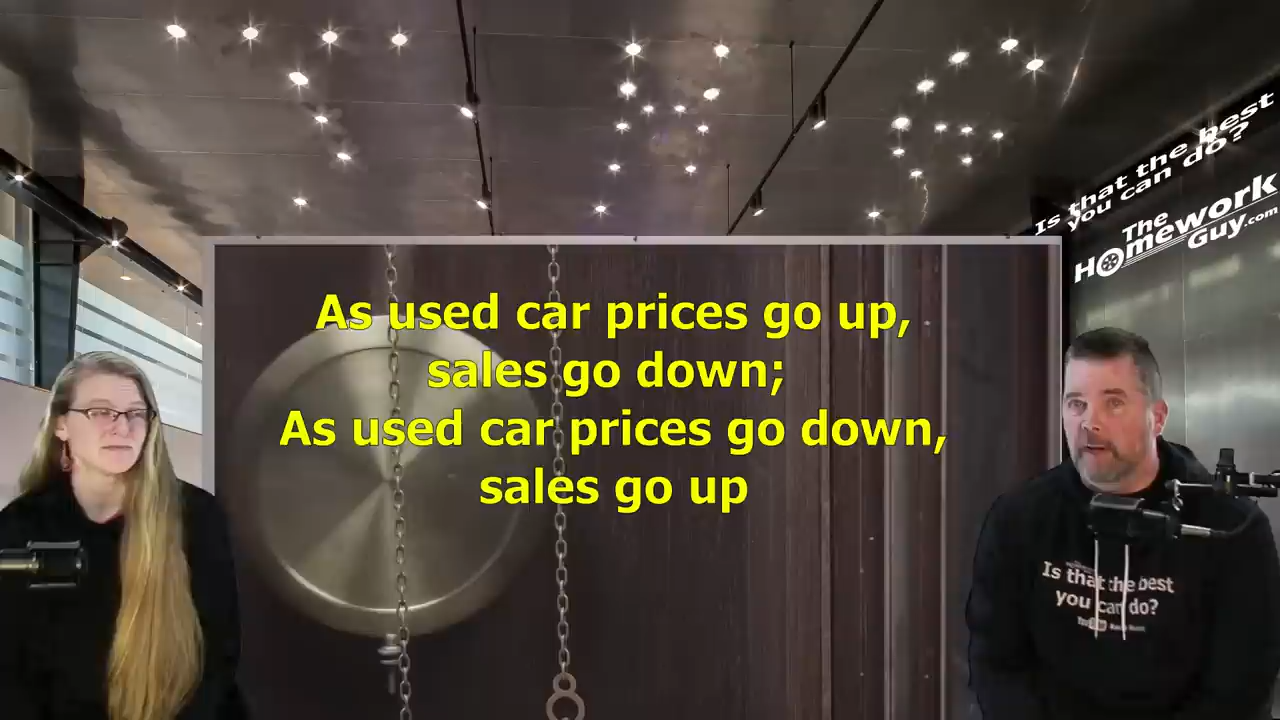 Is that the best
you can do?
The
Homework
Guy.com
As used car prices go up,
sales go down;
As used car prices go down,
sales go up
Is that the best
you can do?